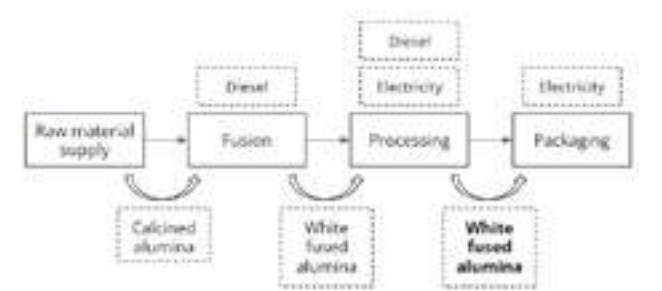 Diesel
Diesel
Electricity
Electricity
Raw material
supply
Fusion
Processing
Packaging
Calcined
alumina
White
fused
alumina
White
fused
alumina